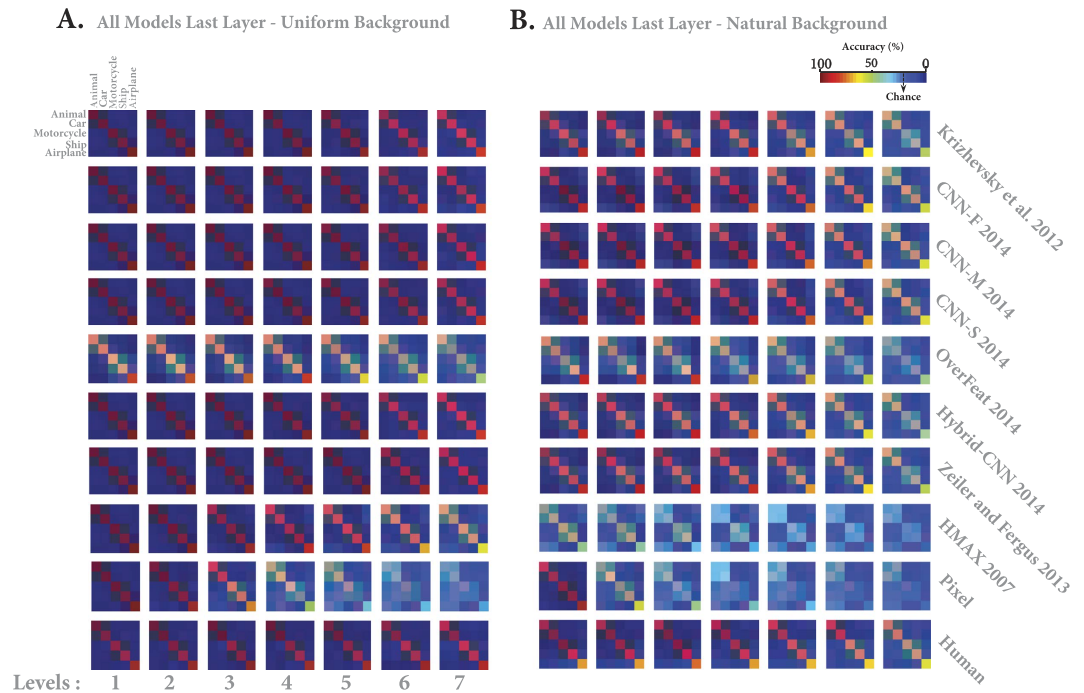 A. All Models Last Layer - Uniform Background
B. All Models Last Layer - Natural Background
Accuracy (%)
100 50 0
Chance
Animal
Car
Motorcycle
Ship
Airplane
Animal
Car
Motorcycle
Ship
Airplane
Krizhevsky et al. 2012
CNN-F 2014
CNN-M 2014
CNN-S 2014
OverFeat 2014
Hybrid-CNN 2014
Zeiler and Fergus 2013
HMAX 2007
Pixel
Human
Levels : 1 2 3 4 5 6 7